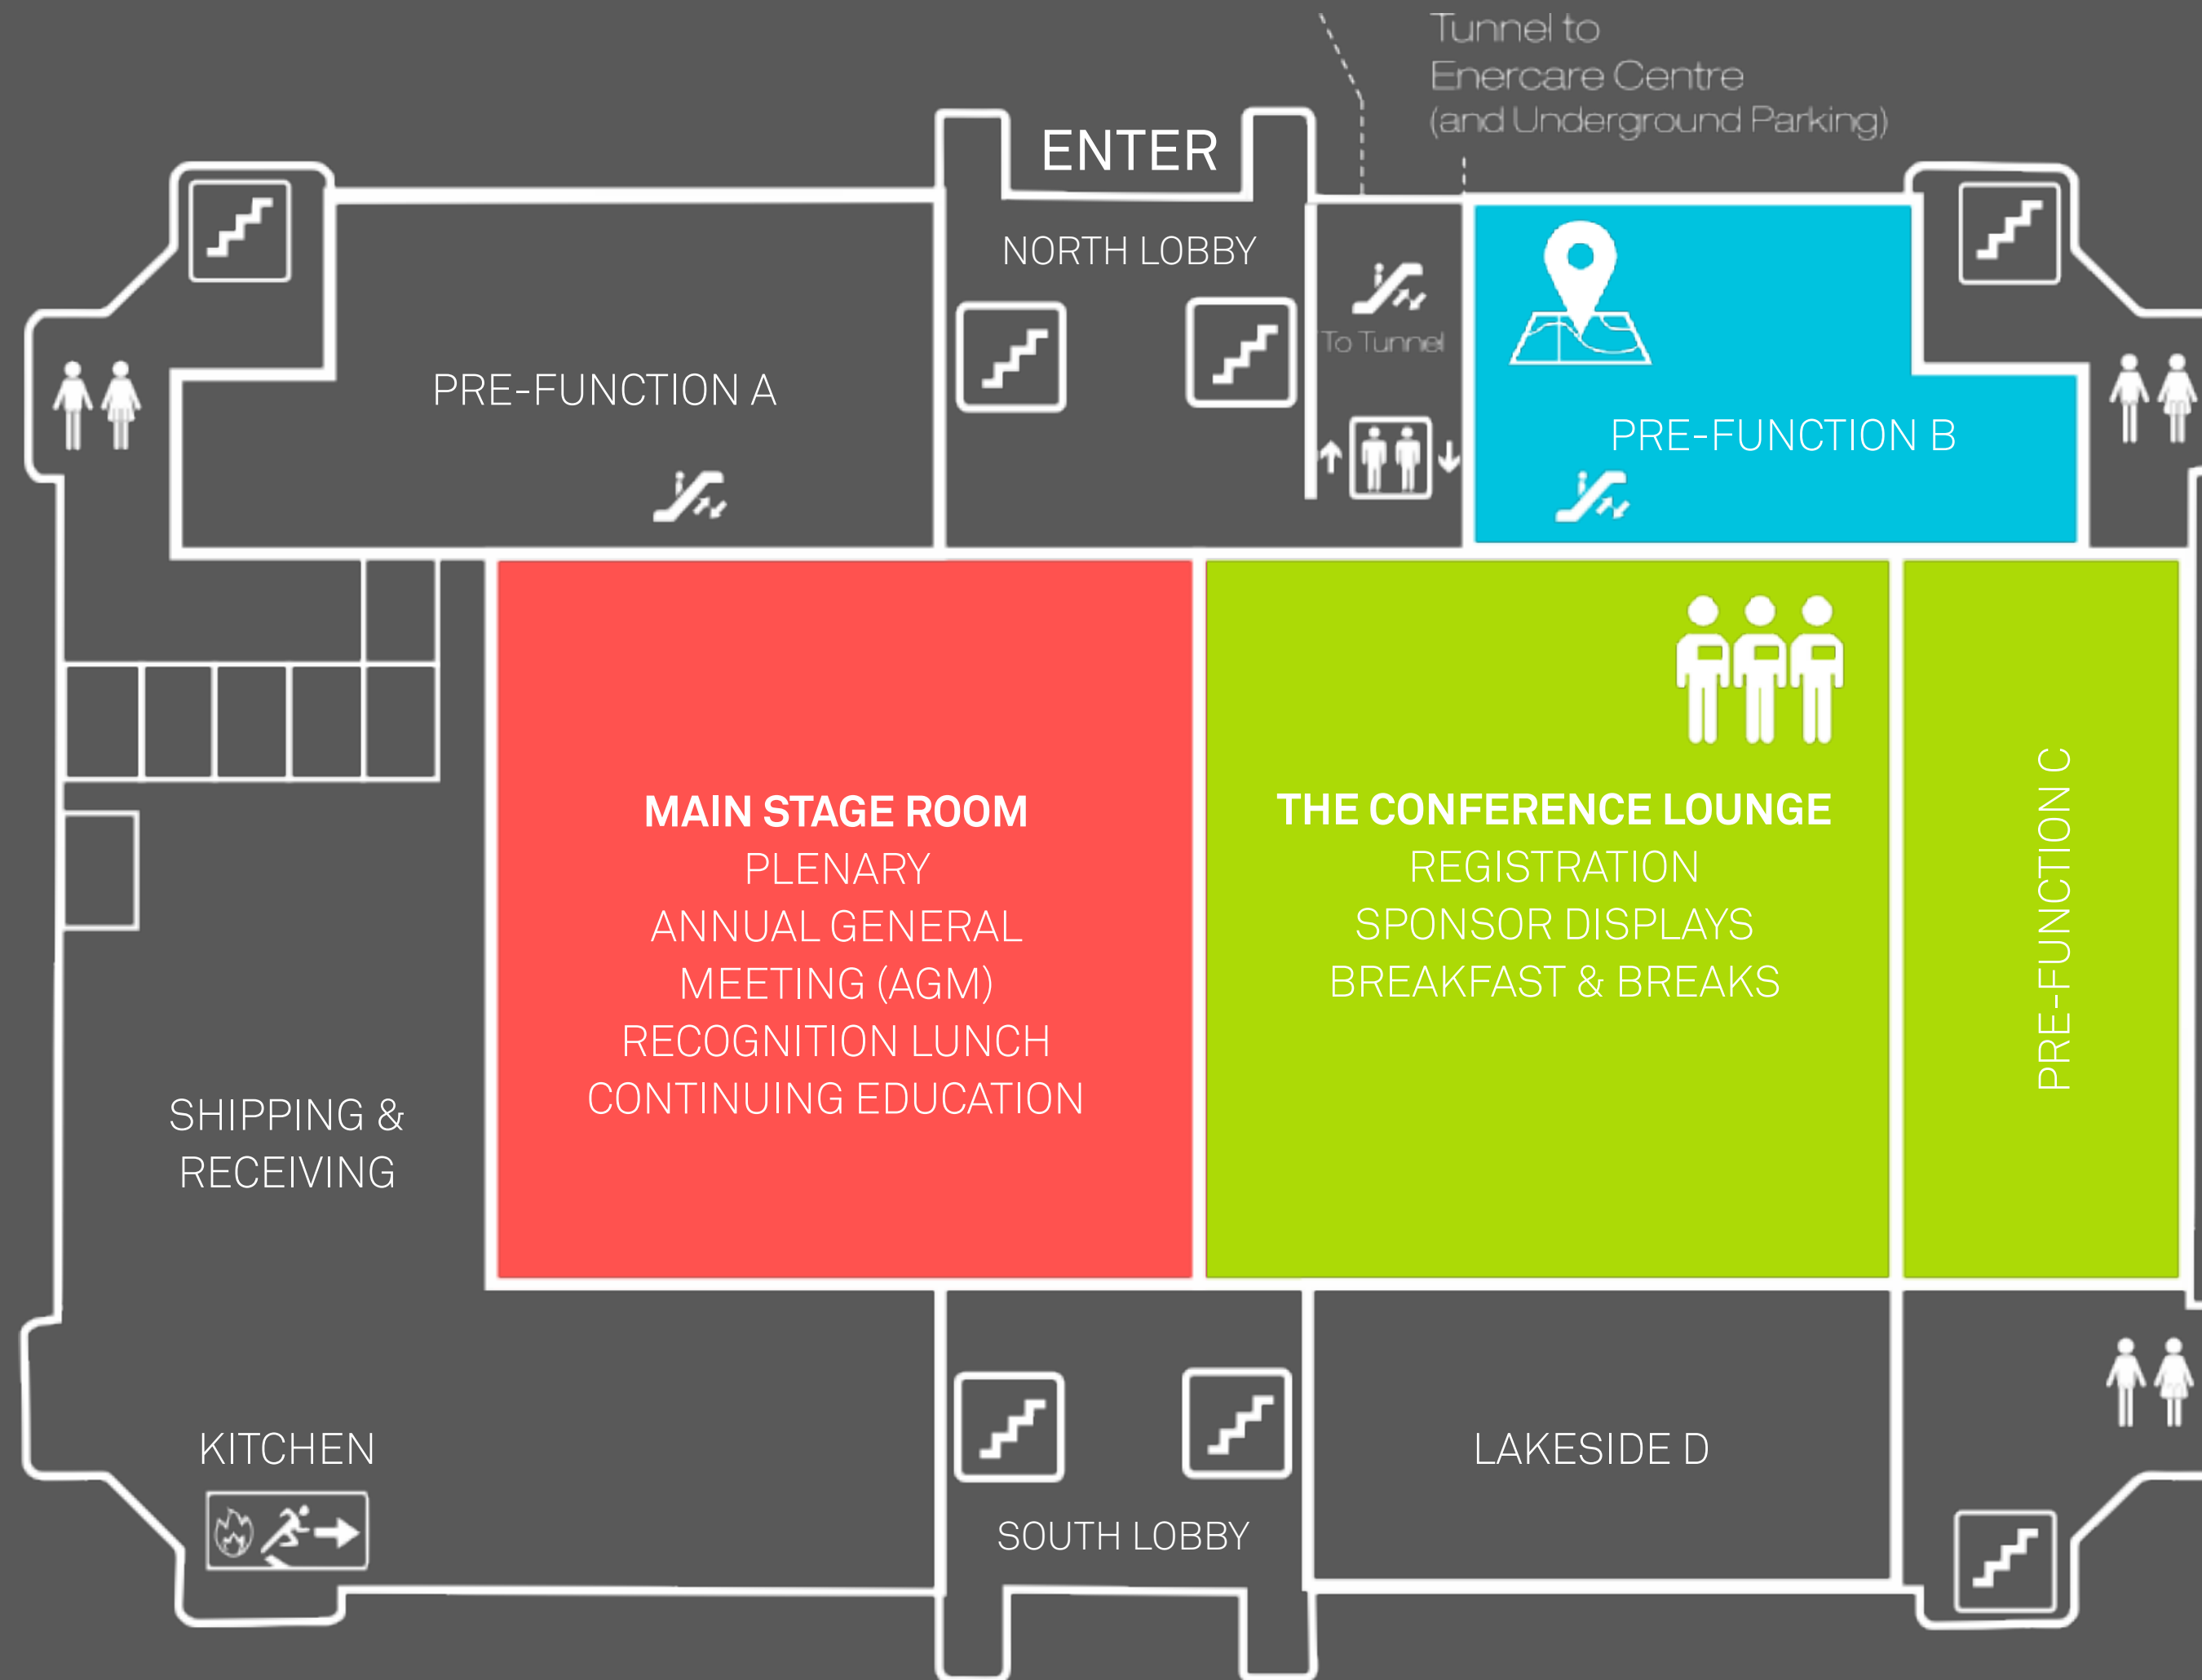 Tunnel to
Enercare Centre
(and Underground Parking)
ENTER
NORTH LOBBY
To Tunnel
PRE-FUNCTION A
PRE-FUNCTION B
MAIN STAGE ROOM
PLENARY
ANNUAL GENERAL
MEETING (AGM)
RECOGNITION LUNCH
CONTINUING EDUCATION
THE CONFERENCE LOUNGE
REGISTRATION
SPONSOR DISPLAYS
BREAKFAST & BREAKS
PRE-FUNCTION C
SHIPPING &
RECEIVING
KITCHEN
LAKESIDE D
SOUTH LOBBY